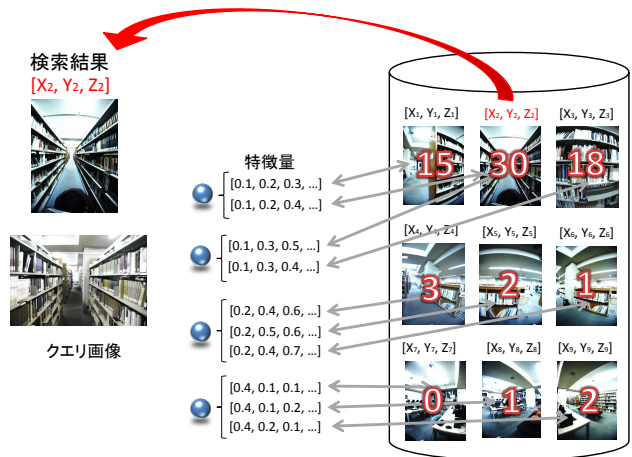 検索結果
[X2, Y2, Z2]
クエリ画像
特徴量
[0.1, 0.2, 0.3, ...]
[0.1, 0.2, 0.4, ...]
[0.1, 0.3, 0.5, ...]
[0.1, 0.3, 0.4, ...]
[0.2, 0.4, 0.6, ...]
[0.2, 0.5, 0.6, ...]
[0.2, 0.4, 0.7, ...]
[0.4, 0.1, 0.1, ...]
[0.4, 0.1, 0.2, ...]
[0.4, 0.2, 0.1, ...]
[X1, Y1, Z1] [X2, Y2, Z2] [X3, Y3, Z3]
15 30 18
[X4, Y4, Z4] [X5, Y5, Z5] [X6, Y6, Z6]
3 2 1
[X7, Y7, Z7] [X8, Y8, Z8] [X9, Y9, Z9]
0 1 2